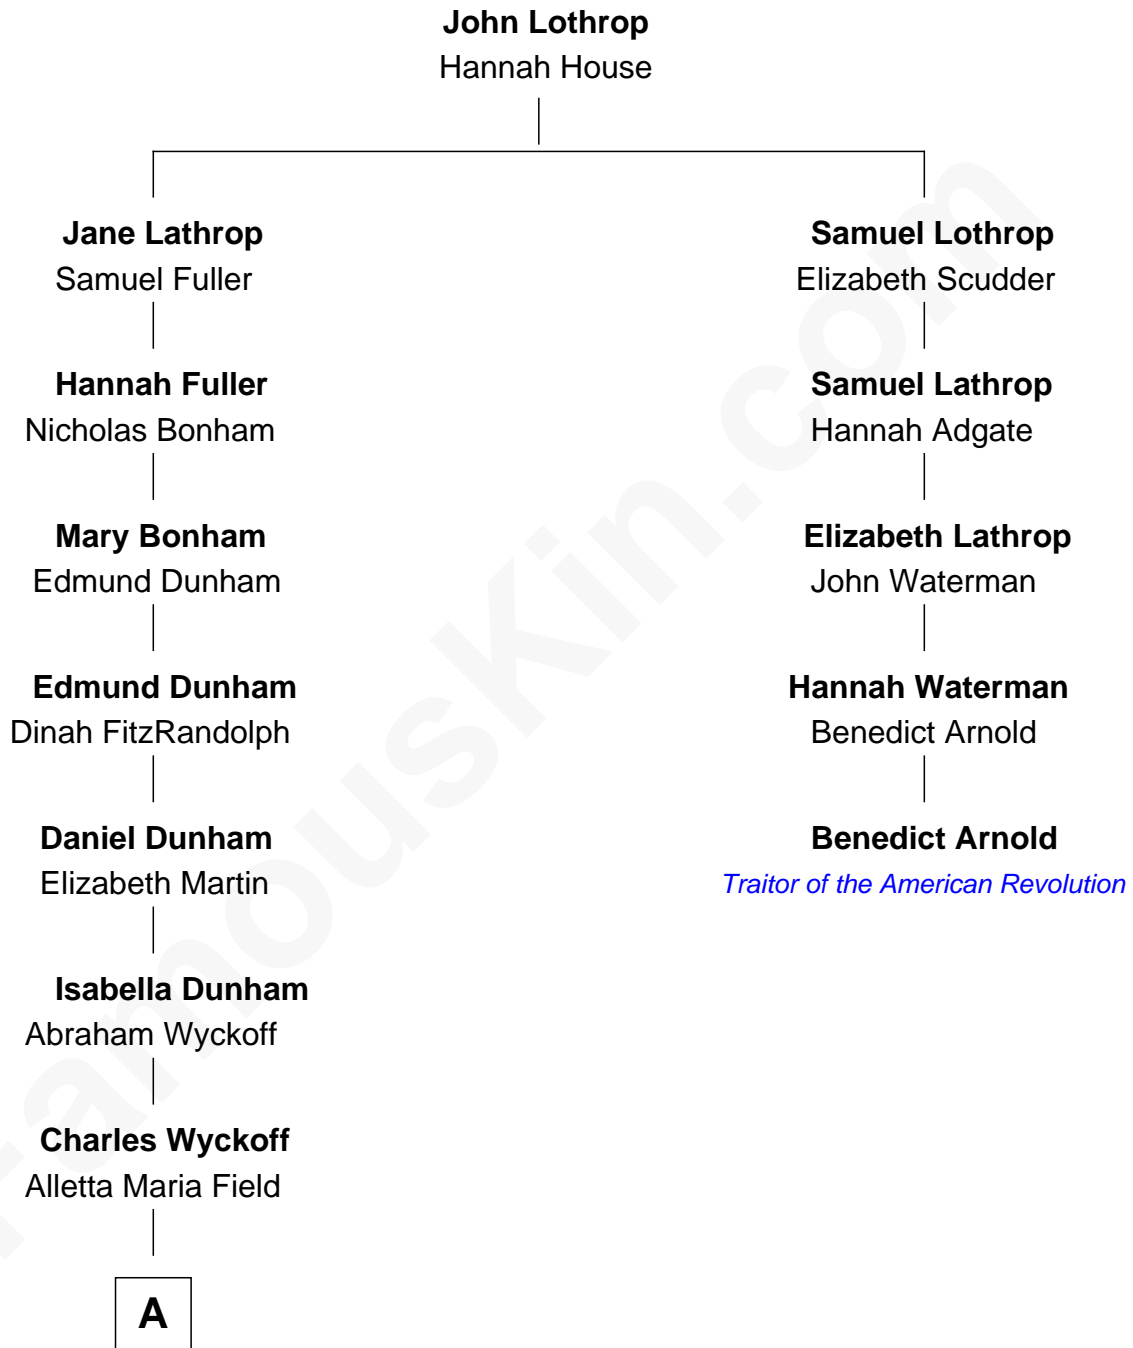 John Lothrop
Hannah House
Jane Lathrop
Samuel Fuller
Hannah Fuller
Nicholas Bonham
Mary Bonham
Edmund Dunham
Edmund Dunham
Dinah FitzRandolph
Daniel Dunham
Elizabeth Martin
Isabella Dunham
Abraham Wyckoff
Charles Wyckoff
Alletta Maria Field
A
Samuel Lothrop
Elizabeth Scudder
Samuel Lathrop
Hannah Adgate
Elizabeth Lathrop
John Waterman
Hannah Waterman
Benedict Arnold
Benedict Arnold
Traitor of the American Revolution
FamousKin.com